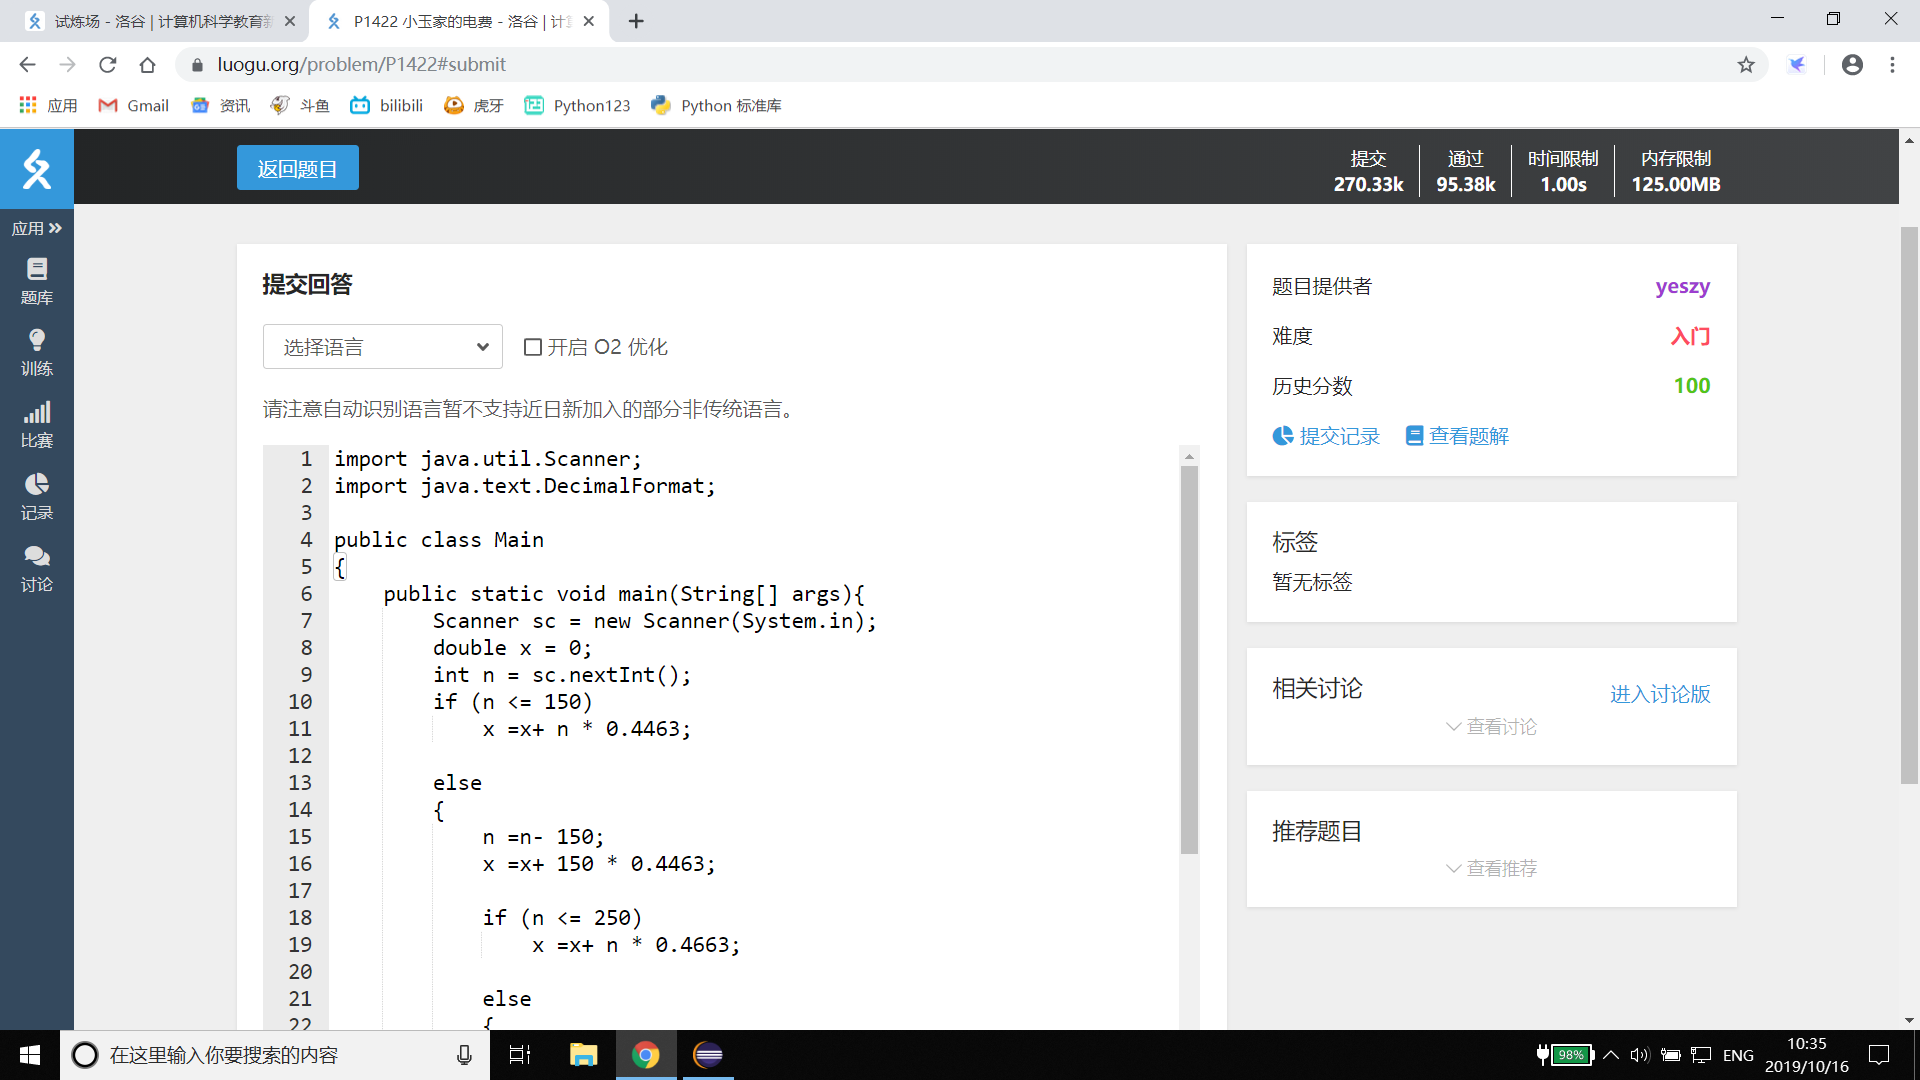 试炼场 - 洛谷 | 计算机科学教育新
P1422 小玉家的电费 - 洛谷 | 计
luogu.org/problem/P1422#submit
应用 Gmail 资讯 斗鱼 bilibili 虎牙 Python123 Python 标准库
返回题目
提交 通过 时间限制 内存限制
270.33k 95.38k 1.00s 125.00MB
应用
题库
训练
比赛
记录
讨论
提交回答
选择语言 开启 O2 优化
请注意自动识别语言暂不支持近日新加入的部分非传统语言。
1 import java.util.Scanner;
2 import java.text.DecimalFormat;
3
4 public class Main
5 {
6 public static void main(String[] args){
7 Scanner sc = new Scanner(System.in);
8 double x = 0;
9 int n = sc.nextInt();
10 if (n <= 150)
11 x =x+ n * 0.4463;
12
13 else
14 {
15 n =n- 150;
16 x =x+ 150 * 0.4463;
17
18 if (n <= 250)
19 x =x+ n * 0.4663;
20
21 else
22 {
题目提供者 yeszy
难度 入门
历史分数 100
提交记录 查看题解
标签
暂无标签
相关讨论 进入讨论版
查看讨论
推荐题目
查看推荐
在这里输入你要搜索的内容
98% ENG
10:35
2019/10/16